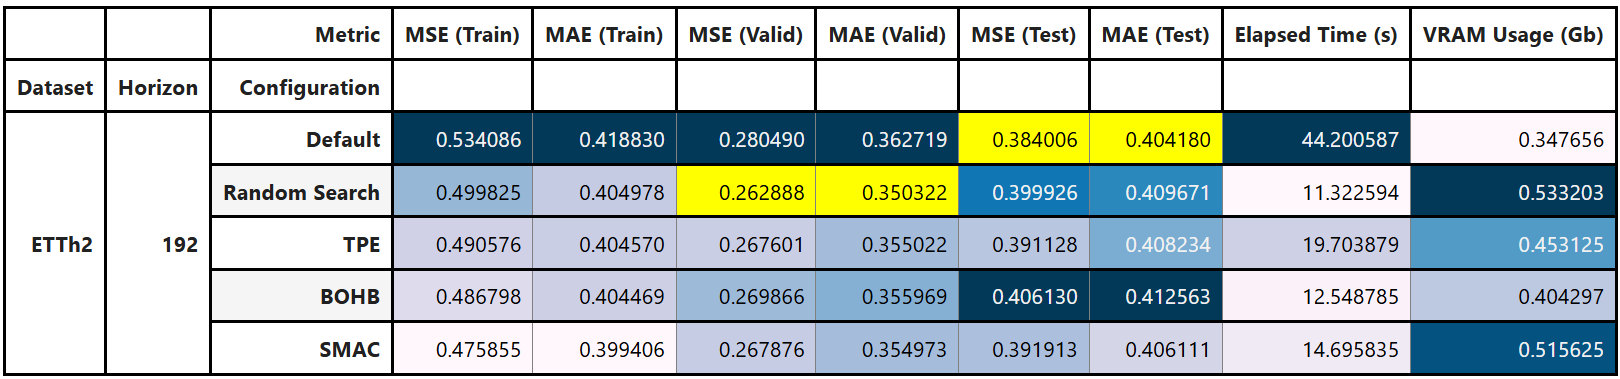 Metric MSE (Train) MAE (Train) MSE (Valid) MAE (Valid) MSE (Test) MAE (Test) Elapsed Time (s) VRAM Usage (Gb)
Dataset Horizon Configuration
Default 0.534086 0.418830 0.280490 0.362719 0.384006 0.404180 44.200587 0.347656
Random Search 0.499825 0.404978 0.262888 0.350322 0.399926 0.409671 11.322594 0.533203
ETTh2 192 TPE 0.490576 0.404570 0.267601 0.355022 0.391128 0.408234 19.703879 0.453125
BOHB 0.486798 0.404469 0.269866 0.355969 0.406130 0.412563 12.548785 0.404297
SMAC 0.475855 0.399406 0.267876 0.354973 0.391913 0.406111 14.695835 0.515625